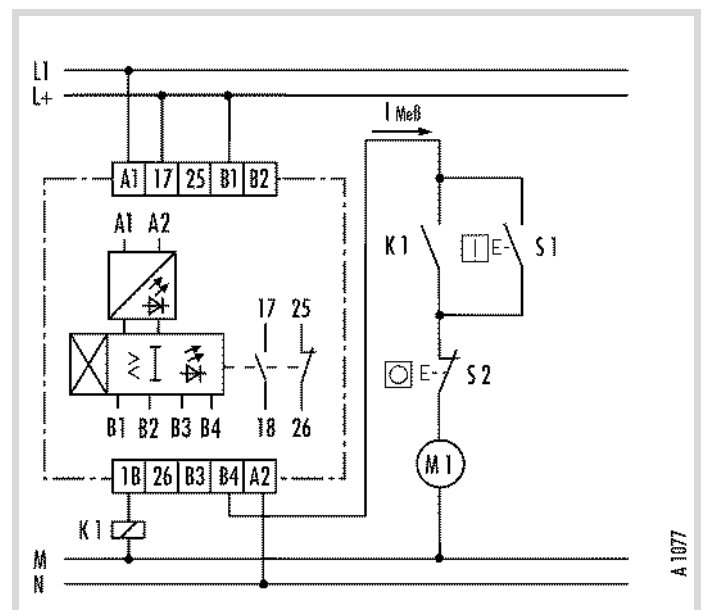 L1
L+
I Meß
A1 17 25 B1 B2
A1 A2
K1
I E S1
17 25
E S2
B1 B2 B3 B4
18 26
M1
18 26 B3 B4 A2
K1
M
N
A 1077